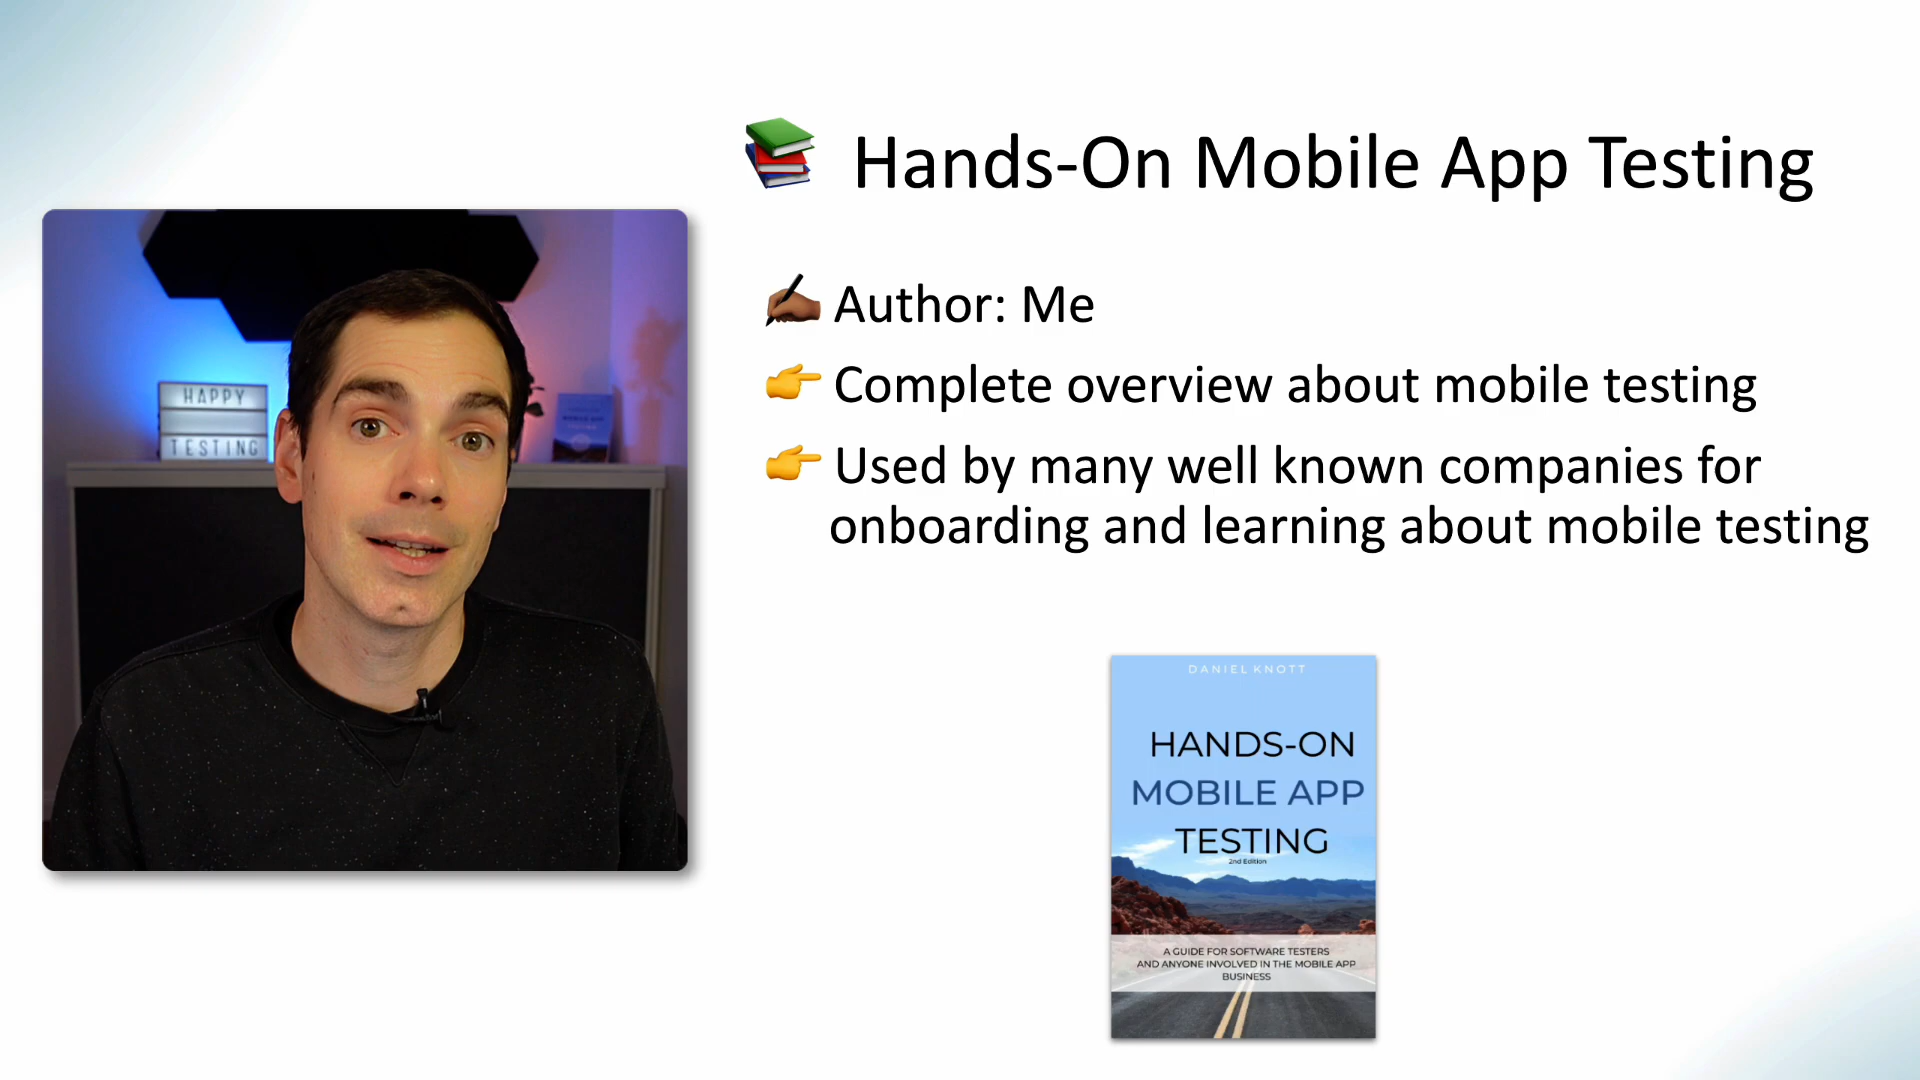 Hands-On Mobile App Testing
Author: Me
Complete overview about mobile testing
Used by many well known companies for
onboarding and learning about mobile testing
HAPPY
TESTING
MOBILE APP
DANIEL KNOTT
HANDS-ON
MOBILE APP
TESTING
2nd Edition
A GUIDE FOR SOFTWARE TESTERS
AND ANYONE INVOLVED IN THE MOBILE APP
BUSINESS